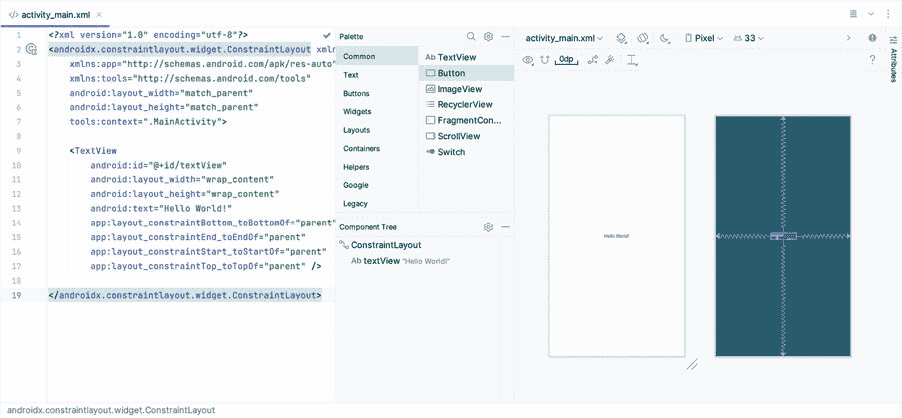 activity_main.xml
1 <?xml version="1.0" encoding="utf-8"?>
2 <androidx.constraintlayout.widget.ConstraintLayout xmln
3 xmlns:app="http://schemas.android.com/apk/res-auto"
4 xmlns:tools="http://schemas.android.com/tools"
5 android:layout_width="match_parent"
6 android:layout_height="match_parent"
7 tools:context=".MainActivity">
8
9 <TextView
10 android:id="@+id/textView"
11 android:layout_width="wrap_content"
12 android:layout_height="wrap_content"
13 android:text="Hello World!"
14 app:layout_constraintBottom_toBottomOf="parent"
15 app:layout_constraintEnd_toEndOf="parent"
16 app:layout_constraintStart_toStartOf="parent"
17 app:layout_constraintTop_toTopOf="parent" />
18
19 </androidx.constraintlayout.widget.ConstraintLayout>
Palette
Common
Text
Buttons
Widgets
Layouts
Containers
Helpers
Google
Legacy
Ab TextView
Button
ImageView
RecyclerView
FragmentCon...
ScrollView
Switch
Component Tree
ConstraintLayout
Ab textView "Hello World!"
activity_main.xml
Pixel
33
0dp
?
Hello World!
Attributes
androidx.constraintlayout.widget.ConstraintLayout